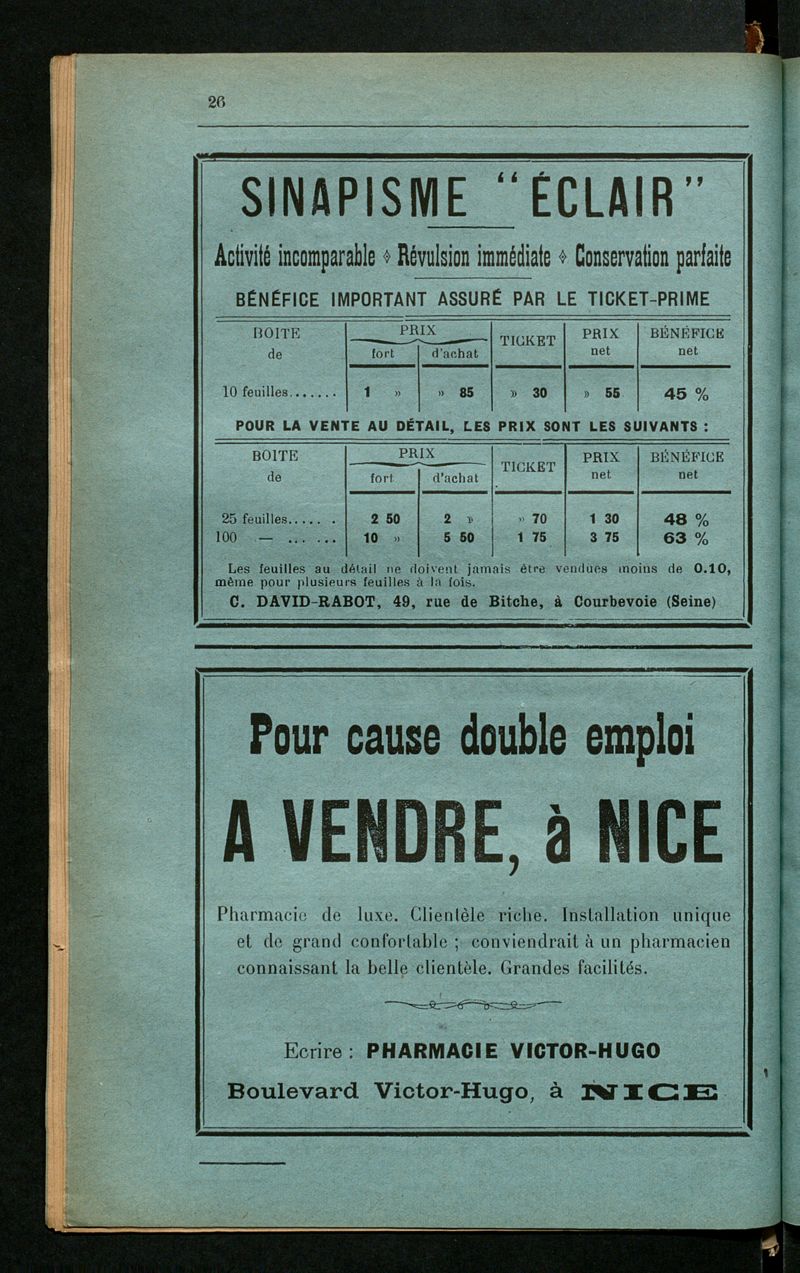 26
SINAPISME "ÉCLAIR"
Activité incomparable ❖ Révulsion immédiate ❖ Conservation parfaite
BÉNÉFICE IMPORTANT ASSURÉ PAR LE TICKET-PRIME
BOITE de PRIX fort d'achat TICKET PRIX net BÉNÉFICE net
10 feuilles....... 1 » » 85 » 30 » 55 45 %
POUR LA VENTE AU DÉTAIL, LES PRIX SONT LES SUIVANTS :
BOITE de PRIX fort d'achat TICKET PRIX net BÉNÉFICE net
25 feuilles...... . 2 50 2 » » 70 1 30 48 %
100 — ... ... 10 » 5 50 1 75 3 75 63 %
Les feuilles au détail ne doivent jamais être vendues moins de 0.10,
même pour plusieurs feuilles à la fois.
C. DAVID-RABOT, 49, rue de Bitche, à Courbevoie (Seine)
Pour cause double emploi
A VENDRE, à NICE
Pharmacie de luxe. Clientèle riche. Installation unique
et de grand confortable ; conviendrait à un pharmacien
connaissant la belle clientèle. Grandes facilités.
Ecrire : PHARMACIE VICTOR-HUGO
Boulevard Victor-Hugo, à NICE